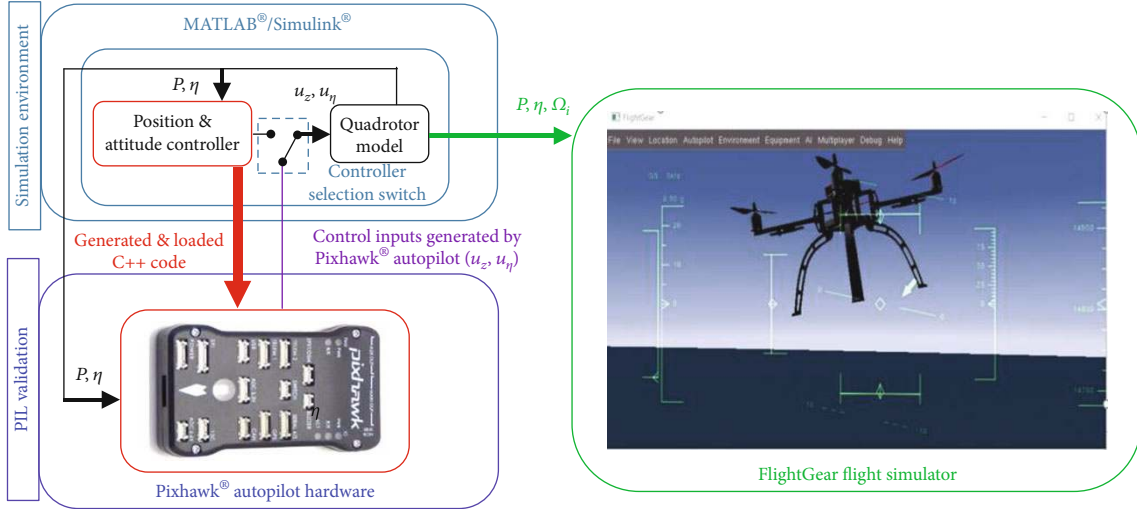 Simulation environment
MATLAB®/Simulink®
P, η
u_z, u_η
Position &
attitude controller
Quadrotor
model
Controller
selection switch
P, η, Ω_i
Generated & loaded
C++ code
Control inputs generated by
Pixhawk® autopilot (u_z, u_η)
PIL validation
P, η
pixhawk
η
Pixhawk® autopilot hardware
FlightGear
File View Location Autopilot Environment Equipment AI Multiplayer Debug Help
FlightGear flight simulator